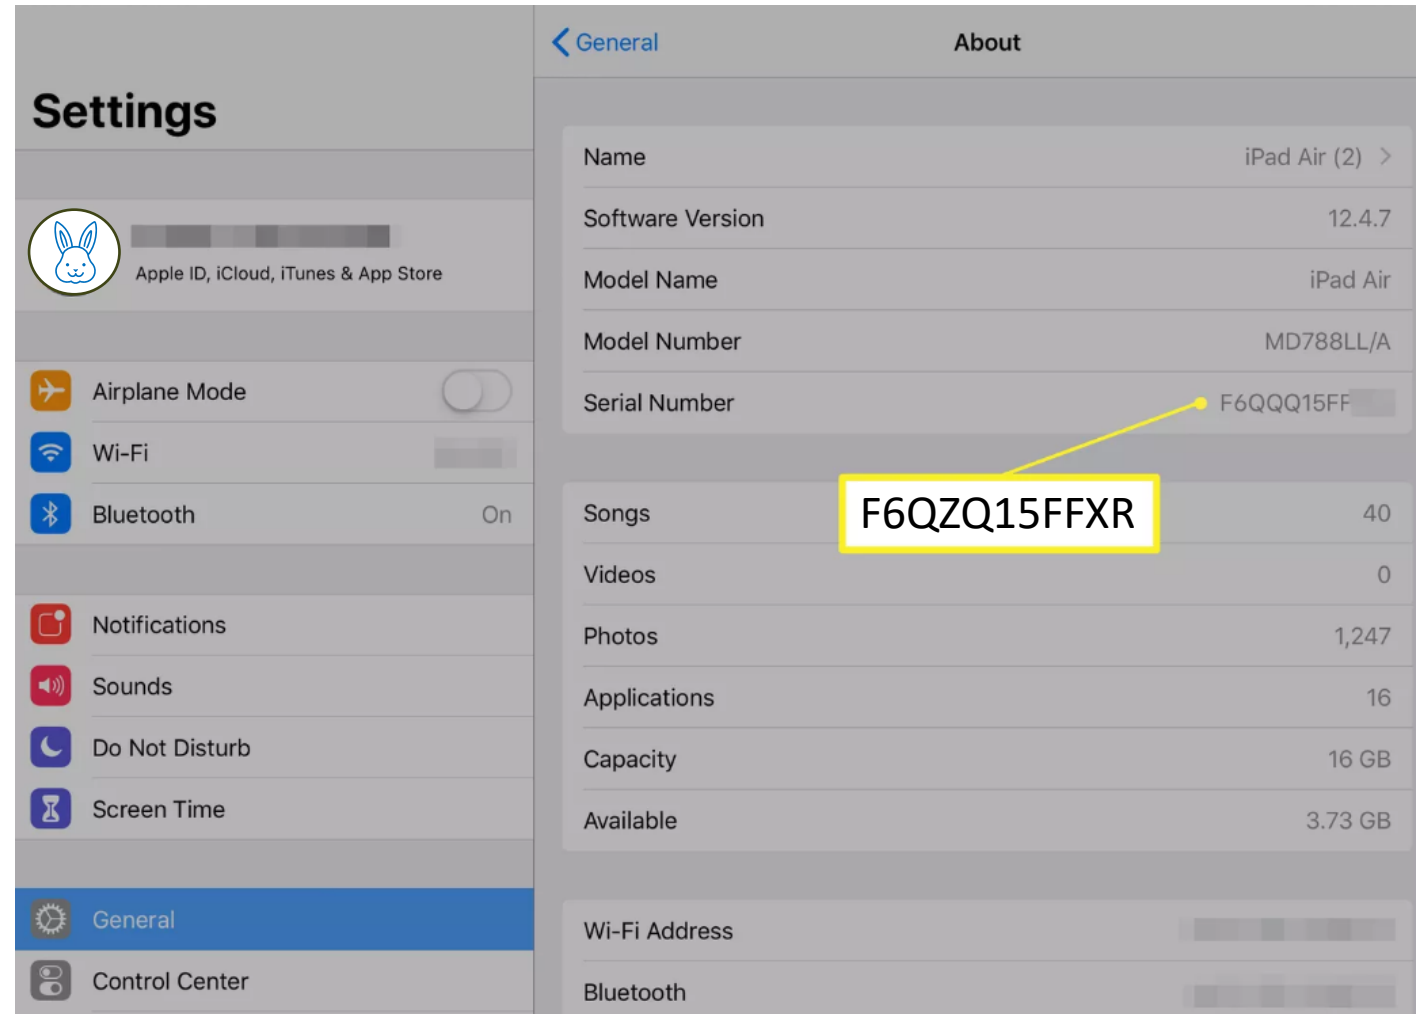 Settings
Apple ID, iCloud, iTunes & App Store
Airplane Mode
Wi-Fi
Bluetooth On
Notifications
Sounds
Do Not Disturb
Screen Time
General
Control Center
General About
Name iPad Air (2)
Software Version 12.4.7
Model Name iPad Air
Model Number MD788LL/A
Serial Number F6QQQ15FF
F6QZQ15FFXR
Songs 40
Videos 0
Photos 1,247
Applications 16
Capacity 16 GB
Available 3.73 GB
Wi-Fi Address
Bluetooth